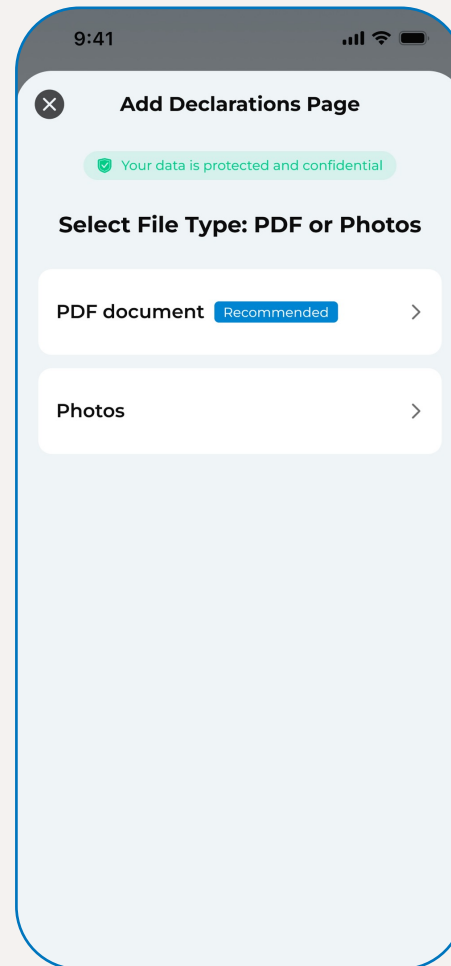 9:41
Add Declarations Page
Your data is protected and confidential
Select File Type: PDF or Photos
PDF document Recommended
Photos